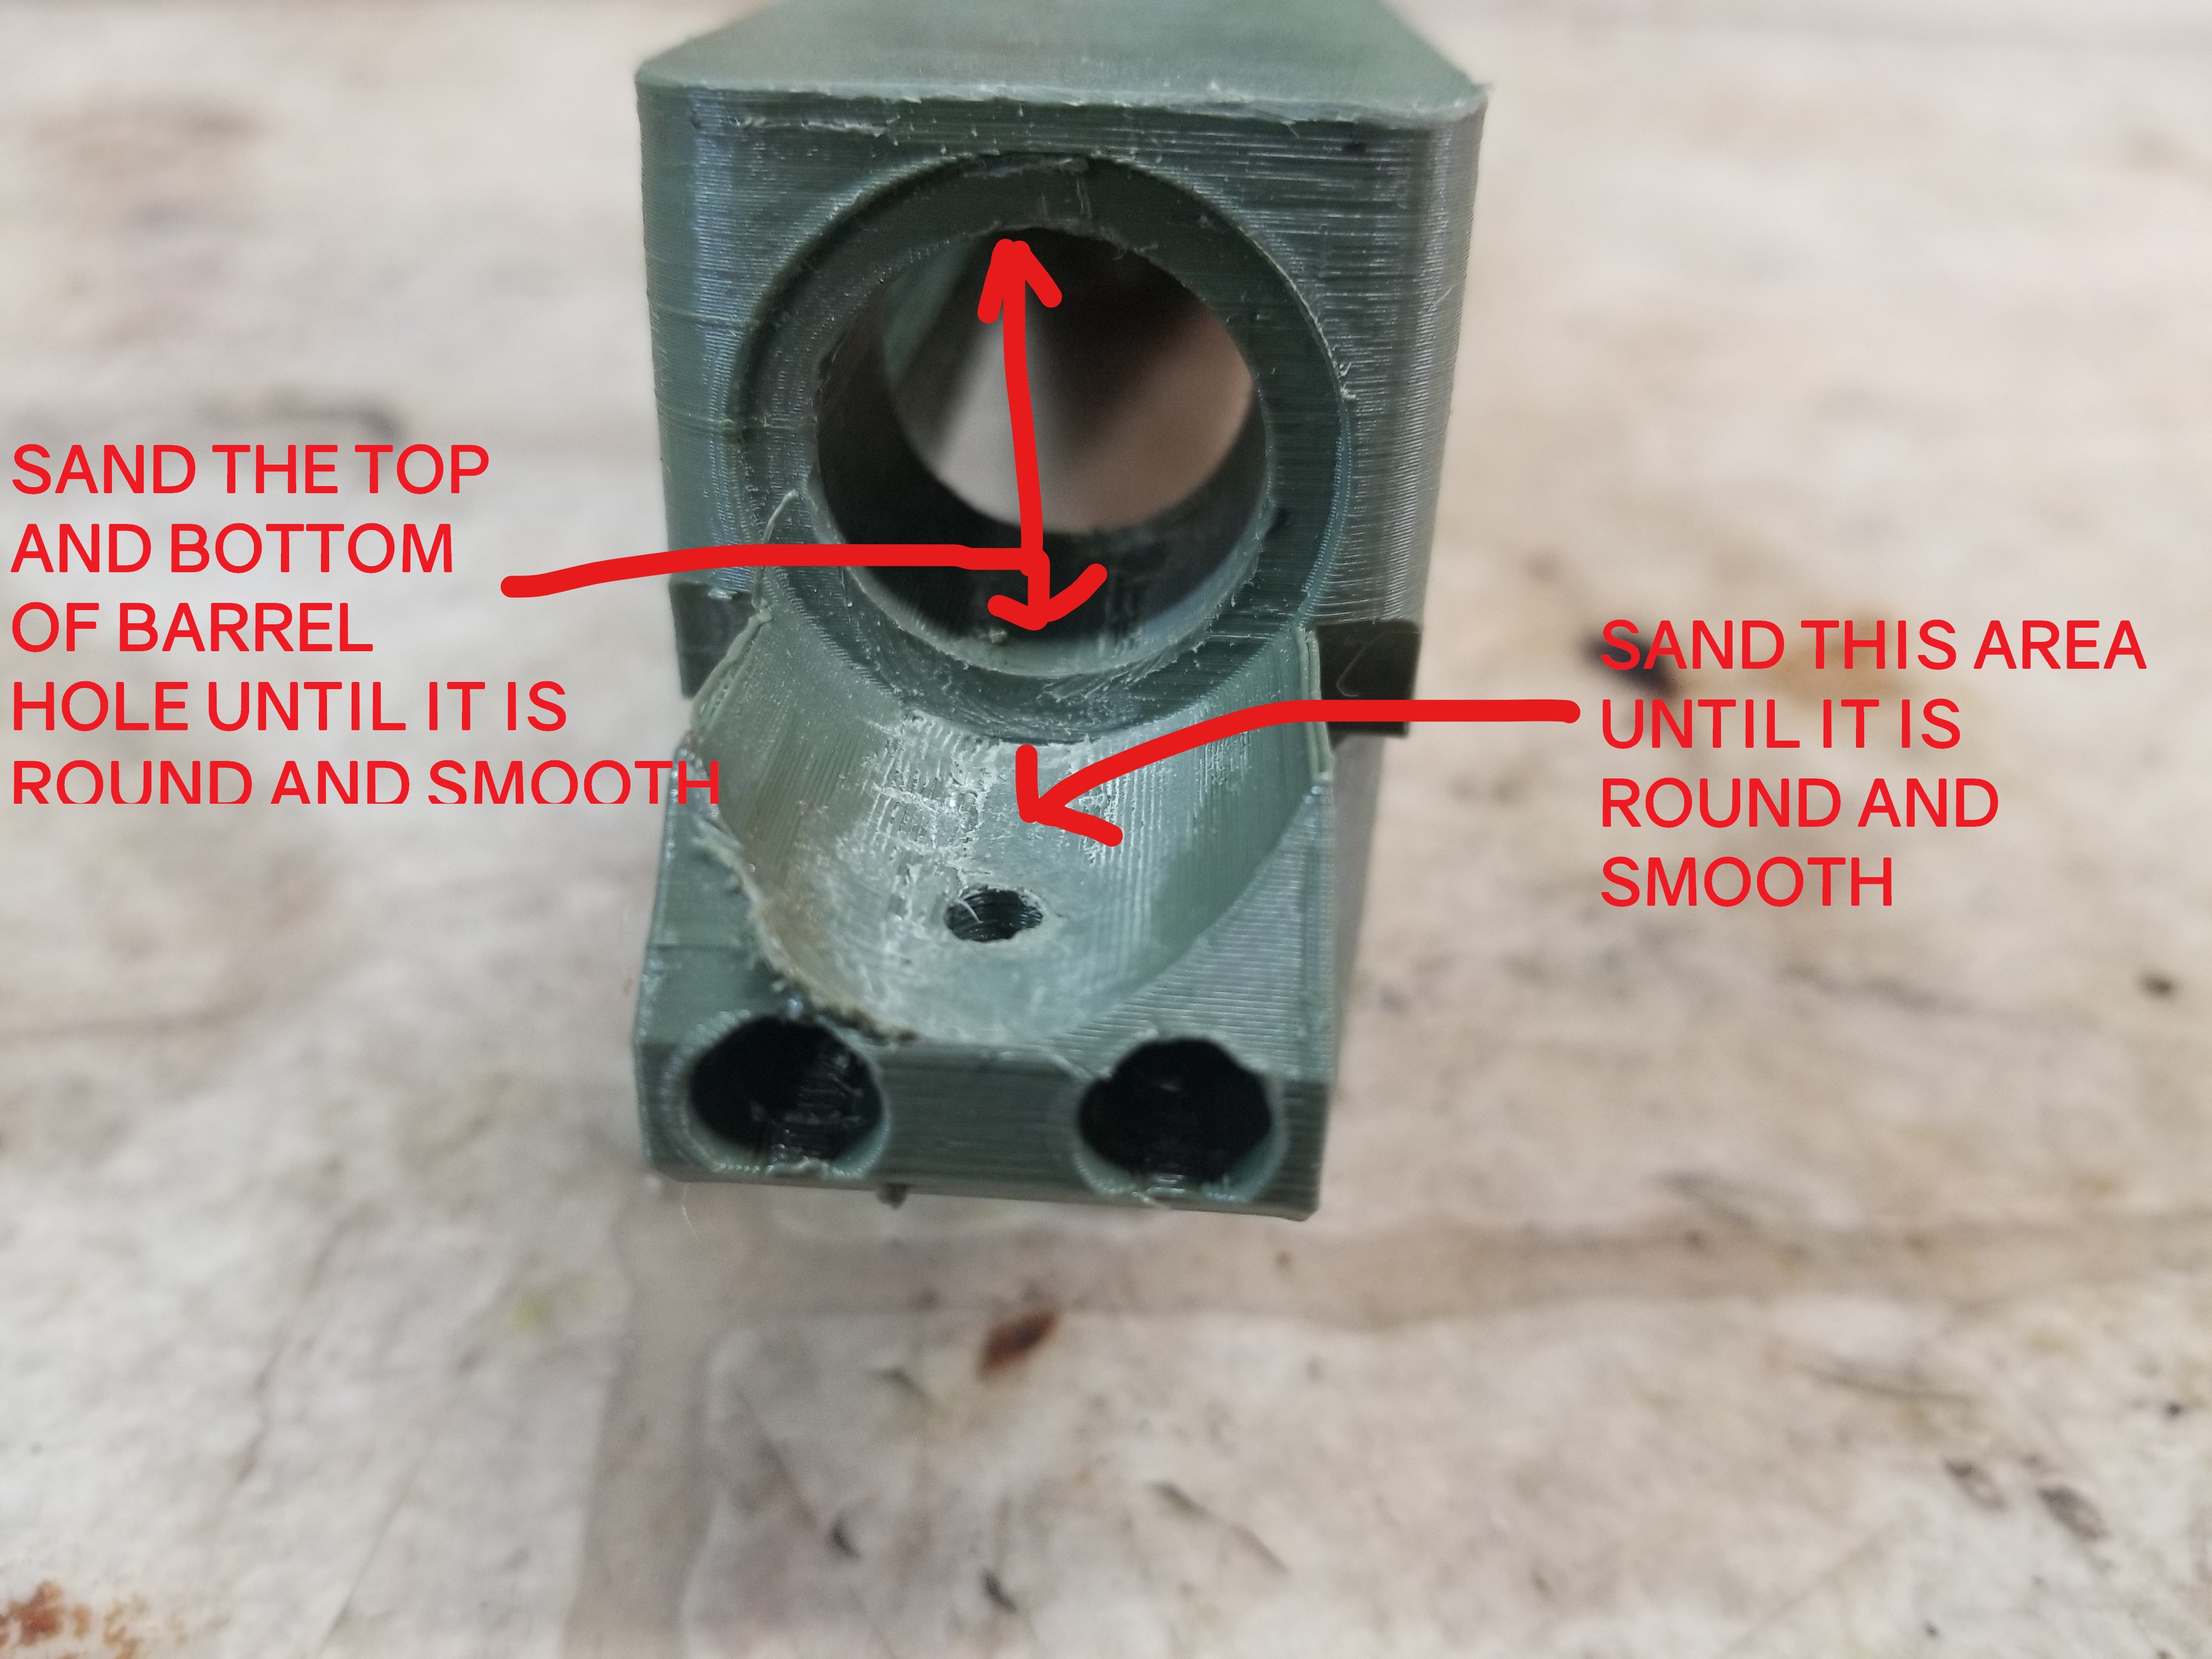 SAND THE TOP
AND BOTTOM
OF BARREL
HOLE UNTIL IT IS
ROUND AND SMOOTH
SAND THIS AREA
UNTIL IT IS
ROUND AND
SMOOTH